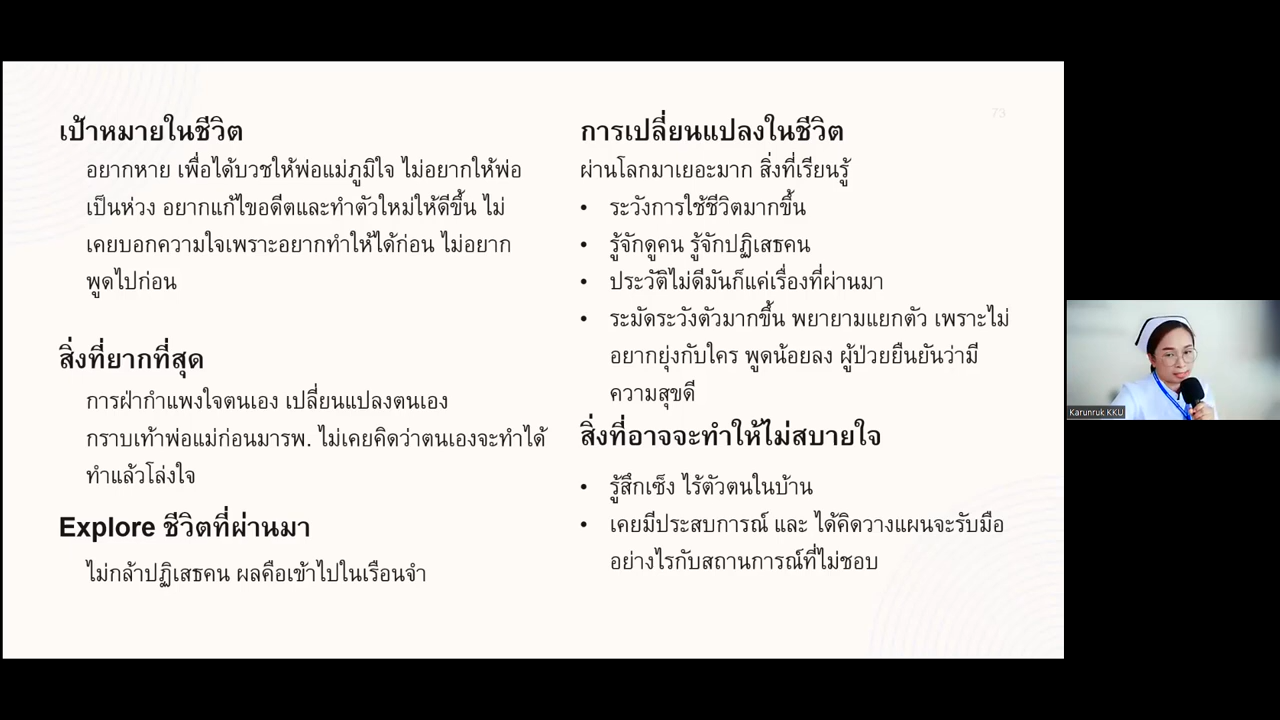 73
เป้าหมายในชีวิต
อยากหาย เพื่อได้บวชให้พ่อแม่ภูมิใจ ไม่อยากให้พ่อ
เป็นห่วง อยากแก้ไขอดีตและทำตัวใหม่ให้ดีขึ้น ไม่
เคยบอกความใจเพราะอยากทำให้ได้ก่อน ไม่อยาก
พูดไปก่อน
สิ่งที่ยากที่สุด
การฝ่ากำแพงใจตนเอง เปลี่ยนแปลงตนเอง
กราบเท้าพ่อแม่ก่อนมารพ. ไม่เคยคิดว่าตนเองจะทำได้
ทำแล้วโล่งใจ
Explore ชีวิตที่ผ่านมา
ไม่กล้าปฏิเสธคน ผลคือเข้าไปในเรือนจำ
การเปลี่ยนแปลงในชีวิต
ผ่านโลกมาเยอะมาก สิ่งที่เรียนรู้
• ระวังการใช้ชีวิตมากขึ้น
• รู้จักดูคน รู้จักปฏิเสธคน
• ประวัติไม่ดีมันก็แค่เรื่องที่ผ่านมา
• ระมัดระวังตัวมากขึ้น พยายามแยกตัว เพราะไม่
อยากยุ่งกับใคร พูดน้อยลง ผู้ป่วยยืนยันว่ามี
ความสุขดี
สิ่งที่อาจจะทำให้ไม่สบายใจ
• รู้สึกเซ็ง ไร้ตัวตนในบ้าน
• เคยมีประสบการณ์ และ ได้คิดวางแผนจะรับมือ
อย่างไรกับสถานการณ์ที่ไม่ชอบ
Karunruk KKU